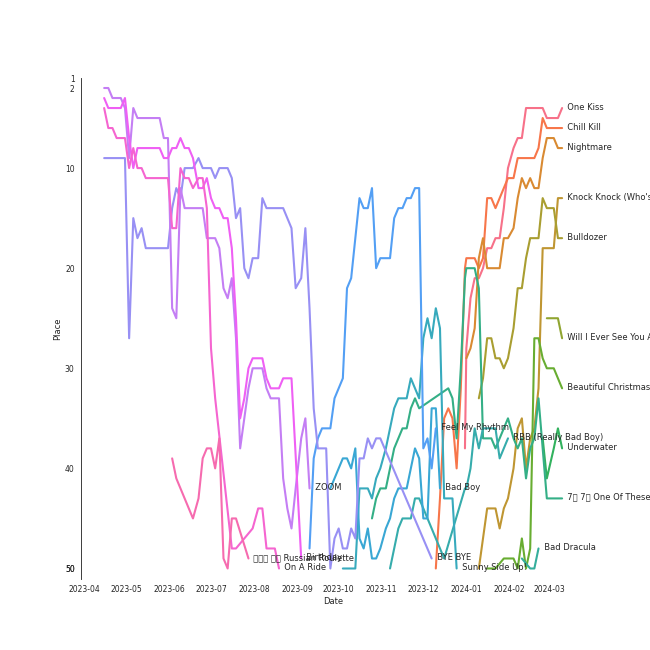 1
2
10
20
30
40
50
Place
2023-04
2023-05
2023-06
2023-07
2023-08
2023-09
2023-10
2023-11
2023-12
2024-01
2024-02
2024-03
Date
One Kiss
Chill Kill
Nightmare
Knock Knock (Who's
Bulldozer
Will I Ever See You A
Beautiful Christmas
Feel My Rhythm
RBB (Really Bad Boy)
Underwater
ZOOM
Bad Boy
7 7 One Of These
Bad Dracula
Russian Roulette
Birthday
BYE BYE
On A Ride
Sunny Side Up!